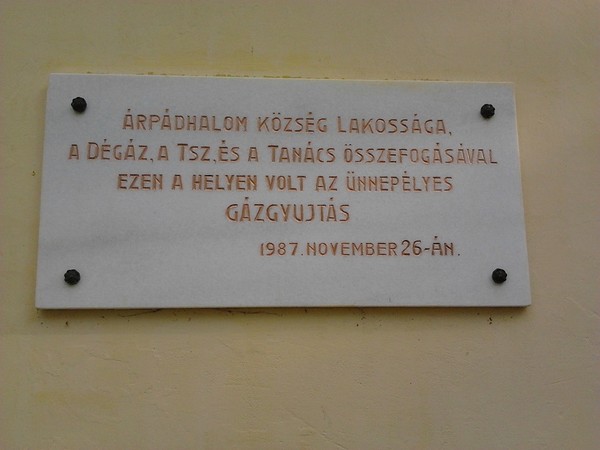 ÁRPÁDHALOM KÖZSÉG LAKOSSÁGA,
A DÉGÁZ, A TSZ, ÉS A TANÁCS ÖSSZEFOGÁSÁVAL
EZEN A HELYEN VOLT AZ ÜNNEPÉLYES
GÁZGYUJTÁS
1987. NOVEMBER 26-ÁN.